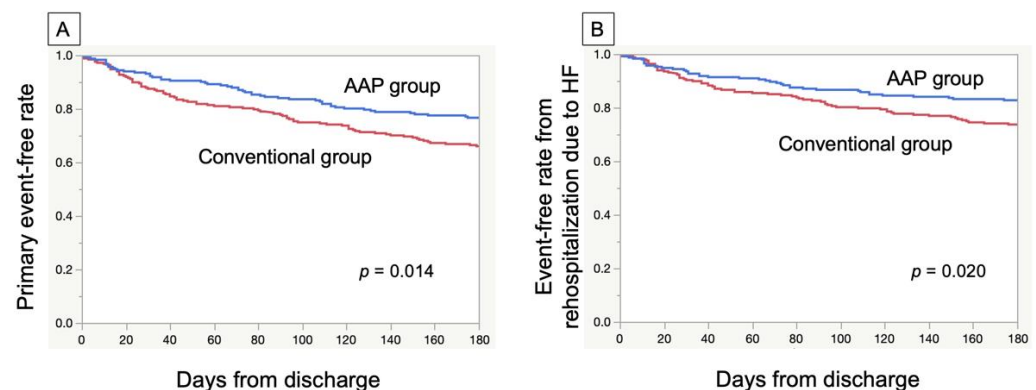 A
Primary event-free rate
1.0
0.8
0.6
0.4
0.2
0.0
AAP group
Conventional group
p = 0.014
0 20 40 60 80 100 120 140 160 180
Days from discharge
B
Event-free rate from
rehospitalization due to HF
1.0
0.8
0.6
0.4
0.2
0.0
AAP group
Conventional group
p = 0.020
0 20 40 60 80 100 120 140 160 180
Days from discharge